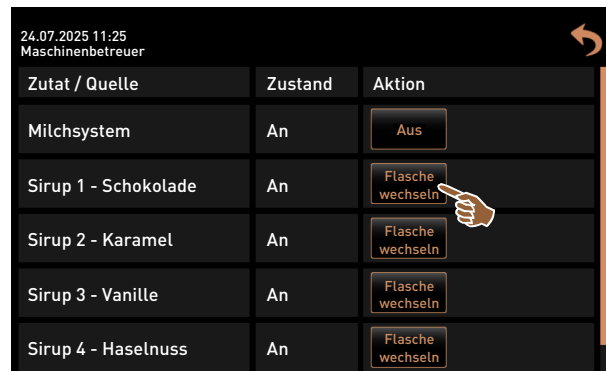 24.07.2025 11:25
Maschinenbetreuer
Zutat / Quelle Zustand Aktion
Milchsystem An Aus
Sirup 1 - Schokolade An Flasche wechseln
Sirup 2 - Karamel An Flasche wechseln
Sirup 3 - Vanille An Flasche wechseln
Sirup 4 - Haselnuss An Flasche wechseln